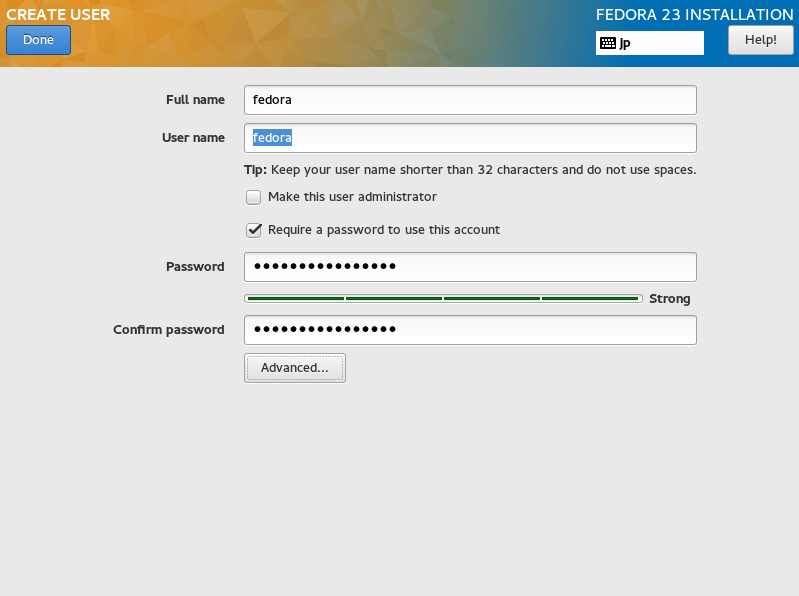 CREATE USER
FEDORA 23 INSTALLATION
Done
jp
Help!
Full name
fedora
User name
fedora
Tip: Keep your user name shorter than 32 characters and do not use spaces.
Make this user administrator
Require a password to use this account
Password
●●●●●●●●●●●●●●●●
Strong
Confirm password
●●●●●●●●●●●●●●●●
Advanced...